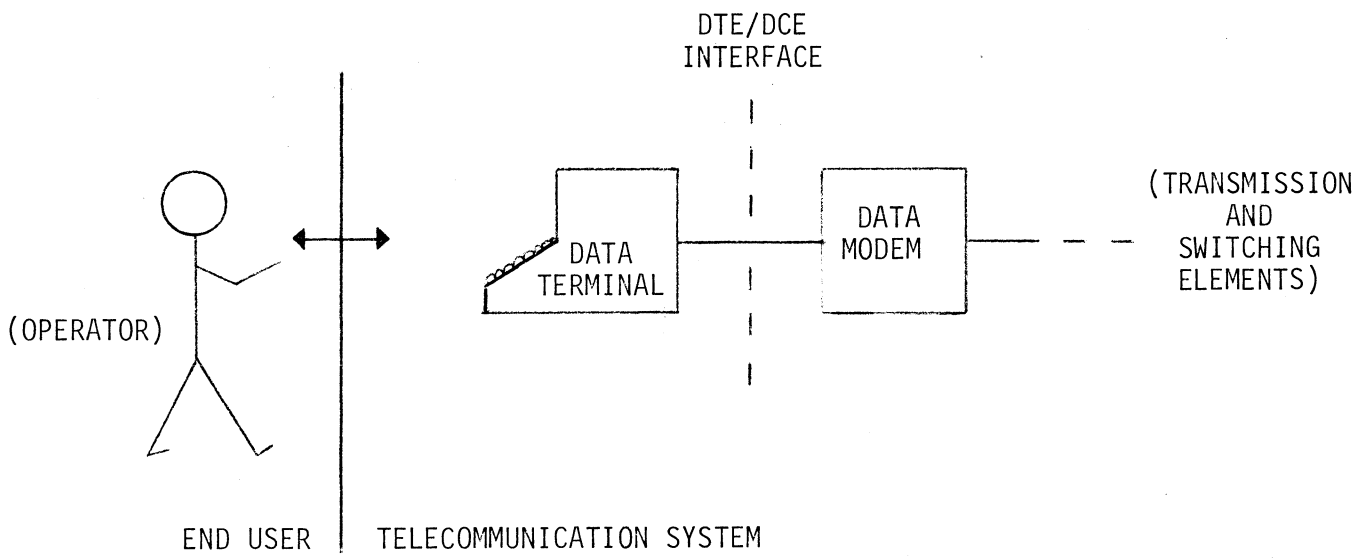 DTE/DCE
INTERFACE
(OPERATOR)
DATA
TERMINAL
DATA
MODEM
(TRANSMISSION
AND
SWITCHING
ELEMENTS)
END USER
TELECOMMUNICATION SYSTEM